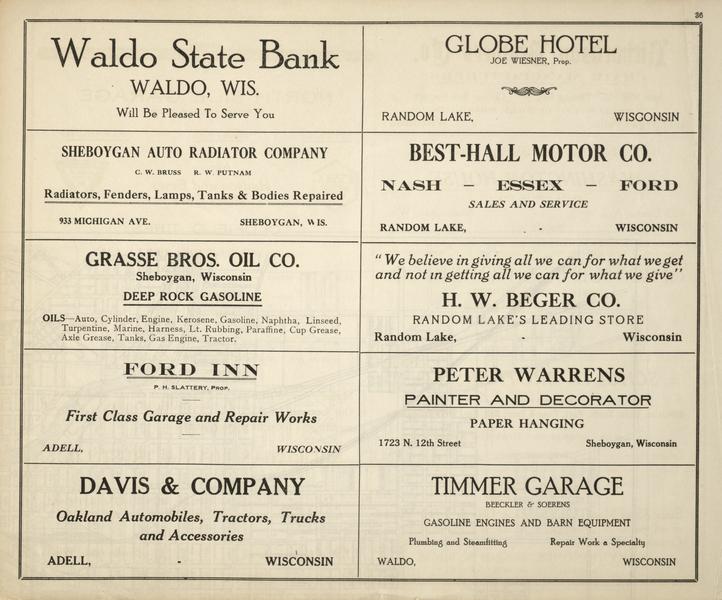 36
Waldo State Bank
WALDO, WIS.
Will Be Pleased To Serve You
SHEBOYGAN AUTO RADIATOR COMPANY
C. W. BRUSS R. W. PUTNAM
Radiators, Fenders, Lamps, Tanks & Bodies Repaired
933 MICHIGAN AVE. SHEBOYGAN, WIS.
GRASSE BROS. OIL CO.
Sheboygan, Wisconsin
DEEP ROCK GASOLINE
OILS—Auto, Cylinder, Engine, Kerosene, Gasoline, Naphtha, Linseed,
Turpentine, Marine, Harness, Lt. Rubbing, Paraffine, Cup Grease,
Axle Grease, Tanks, Gas Engine, Tractor.
FORD INN
P. H. SLATTERY, PROP.
First Class Garage and Repair Works
ADELL, WISCONSIN
DAVIS & COMPANY
Oakland Automobiles, Tractors, Trucks
and Accessories
ADELL, - WISCONSIN
GLOBE HOTEL
JOE WIESNER, Prop.
RANDOM LAKE, WISCONSIN
BEST-HALL MOTOR CO.
NASH – ESSEX – FORD
SALES AND SERVICE
RANDOM LAKE, - WISCONSIN
"We believe in giving all we can for what we get
and not in getting all we can for what we give"
H. W. BEGER CO.
RANDOM LAKE'S LEADING STORE
Random Lake, - Wisconsin
PETER WARRENS
PAINTER AND DECORATOR
PAPER HANGING
1723 N. 12th Street Sheboygan, Wisconsin
TIMMER GARAGE
BEECKLER & SOERENS
GASOLINE ENGINES AND BARN EQUIPMENT
Plumbing and Steamfitting Repair Work a Specialty
WALDO, WISCONSIN